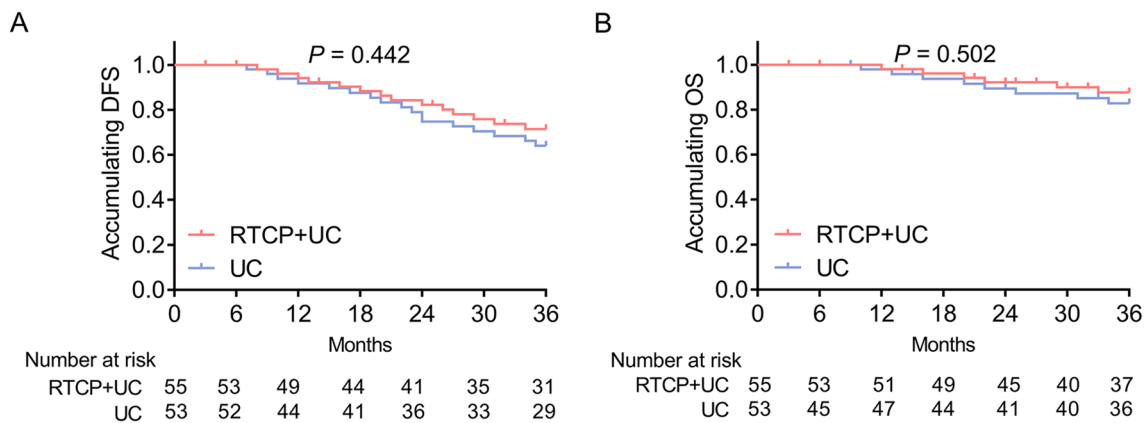 A
P = 0.442
Accumulating DFS
1.0
0.8
0.6
0.4
0.2
0.0
RTCP+UC
UC
0 6 12 18 24 30 36
Months
Number at risk
RTCP+UC 55 53 49 44 41 35 31
UC 53 52 44 41 36 33 29
B
P = 0.502
Accumulating OS
1.0
0.8
0.6
0.4
0.2
0.0
RTCP+UC
UC
0 6 12 18 24 30 36
Months
Number at risk
RTCP+UC 55 53 51 49 45 40 37
UC 53 45 47 44 41 40 36